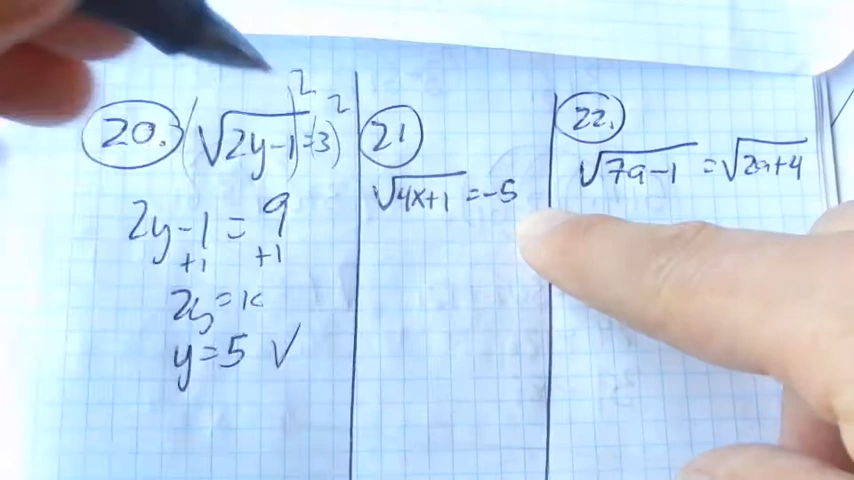 20. (√2y-1)² = (3)²
2y-1 = 9
+1 +1
2y = 10
y = 5 √
21
√4x+1 = -5
22.
√7a-1 = √2a+4